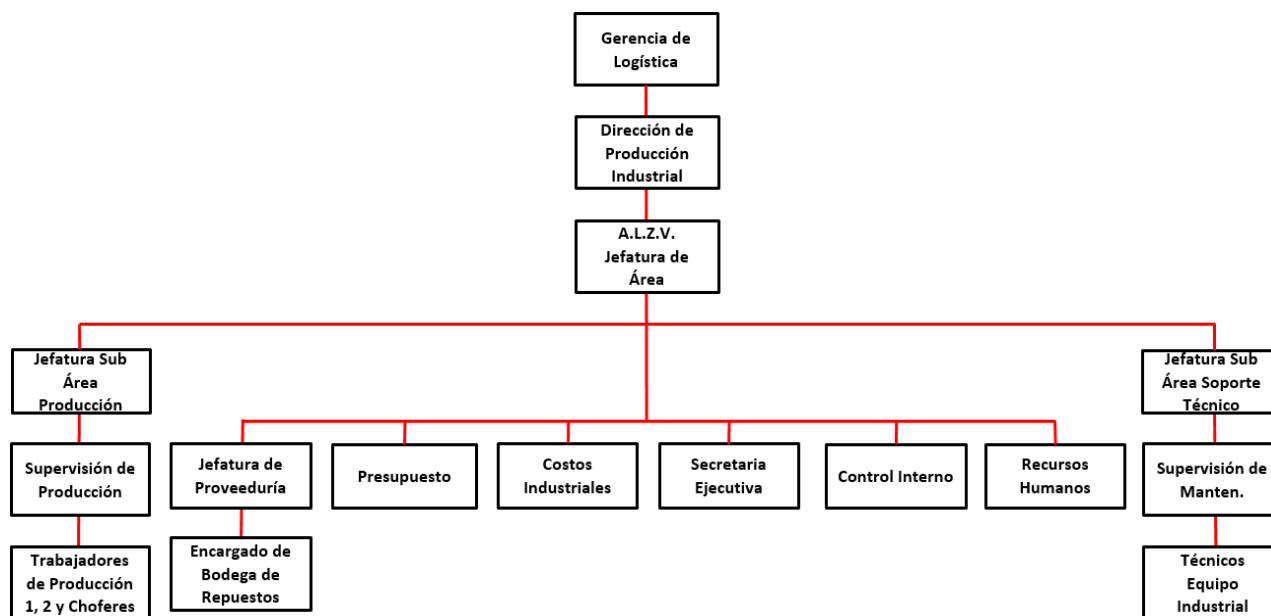 Gerencia de
Logística
Dirección de
Producción
Industrial
A.L.Z.V.
Jefatura de
Área
Jefatura Sub
Área
Producción
Jefatura Sub
Área Soporte
Técnico
Supervisión de
Producción
Jefatura de
Proveeduría
Presupuesto
Costos
Industriales
Secretaria
Ejecutiva
Control Interno
Recursos
Humanos
Supervisión de
Manten.
Trabajadores
de Producción
1, 2 y Choferes
Encargado de
Bodega de
Repuestos
Técnicos
Equipo
Industrial